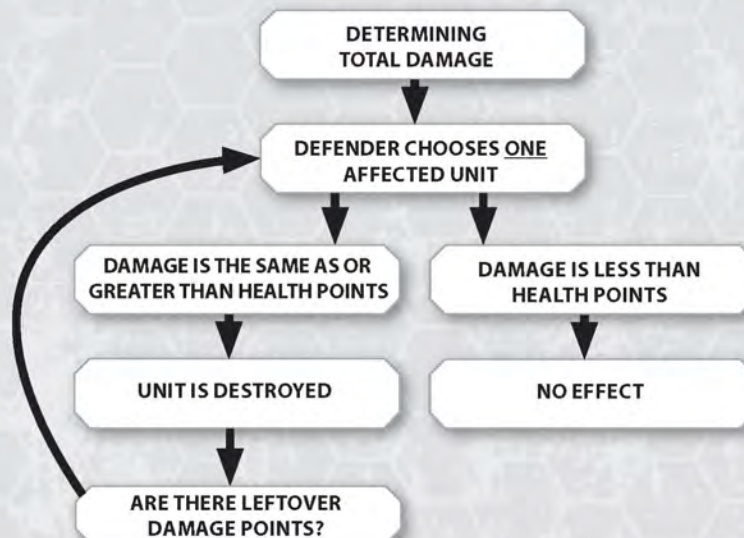 DETERMINING
TOTAL DAMAGE
DEFENDER CHOOSES ONE
AFFECTED UNIT
DAMAGE IS THE SAME AS OR
GREATER THAN HEALTH POINTS
DAMAGE IS LESS THAN
HEALTH POINTS
UNIT IS DESTROYED
NO EFFECT
ARE THERE LEFTOVER
DAMAGE POINTS?